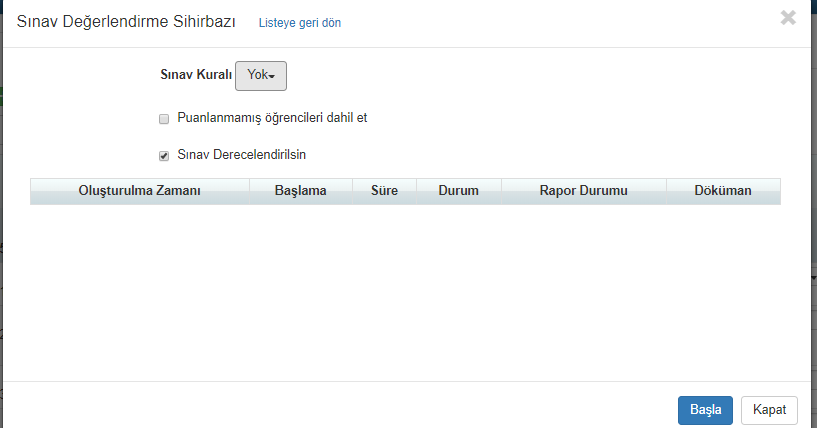 Sınav Değerlendirme Sihirbazı Listeye geri dön
Sınav Kuralı Yok
Puanlanmamış öğrencileri dahil et
Sınav Derecelendirilsin
Oluşturulma Zamanı Başlama Süre Durum Rapor Durumu Döküman
Başla Kapat